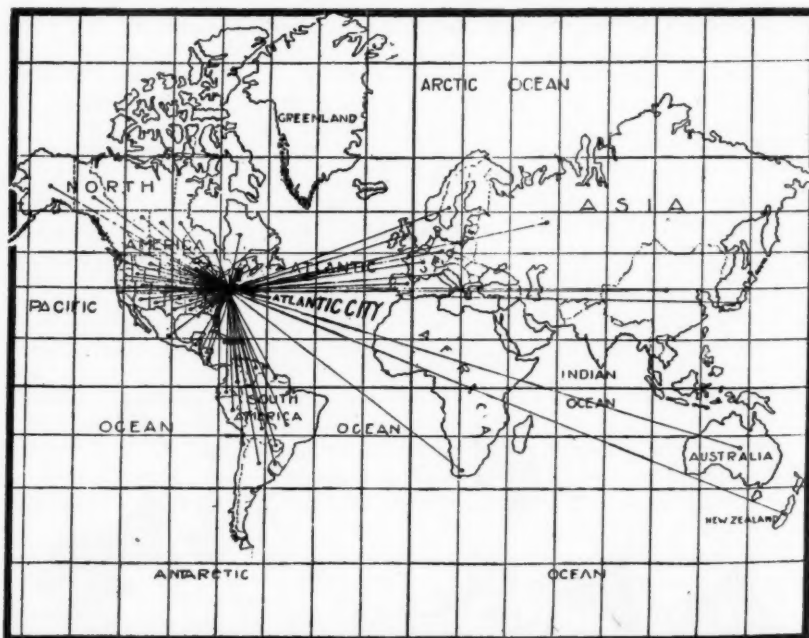 ARCTIC OCEAN
GREENLAND
NORTH
ASIA
AMERICA
ATLANTIC
PACIFIC
ATLANTIC CITY
AFRICA
INDIAN
SOUTH
AMERICA
OCEAN
OCEAN
OCEAN
AUSTRALIA
NEW ZEALAND
ANTARCTIC
OCEAN